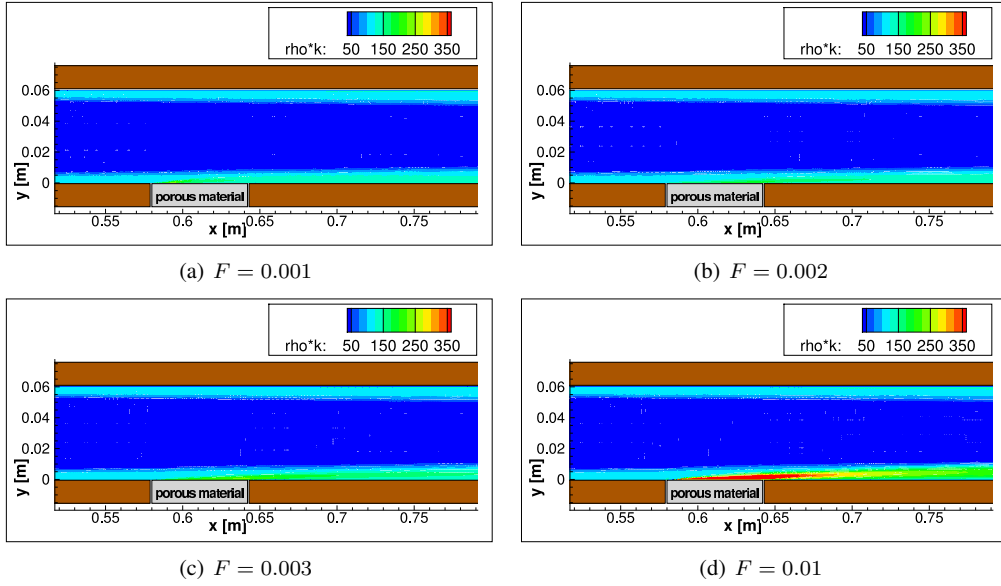 rho*k: 50 150 250 350
y [m]
0.06
0.04
0.02
0
porous material
0.55 0.6 0.65 0.7 0.75
x [m]
(a) F = 0.001
rho*k: 50 150 250 350
y [m]
0.06
0.04
0.02
0
porous material
0.55 0.6 0.65 0.7 0.75
x [m]
(b) F = 0.002
rho*k: 50 150 250 350
y [m]
0.06
0.04
0.02
0
porous material
0.55 0.6 0.65 0.7 0.75
x [m]
(c) F = 0.003
rho*k: 50 150 250 350
y [m]
0.06
0.04
0.02
0
porous material
0.55 0.6 0.65 0.7 0.75
x [m]
(d) F = 0.01